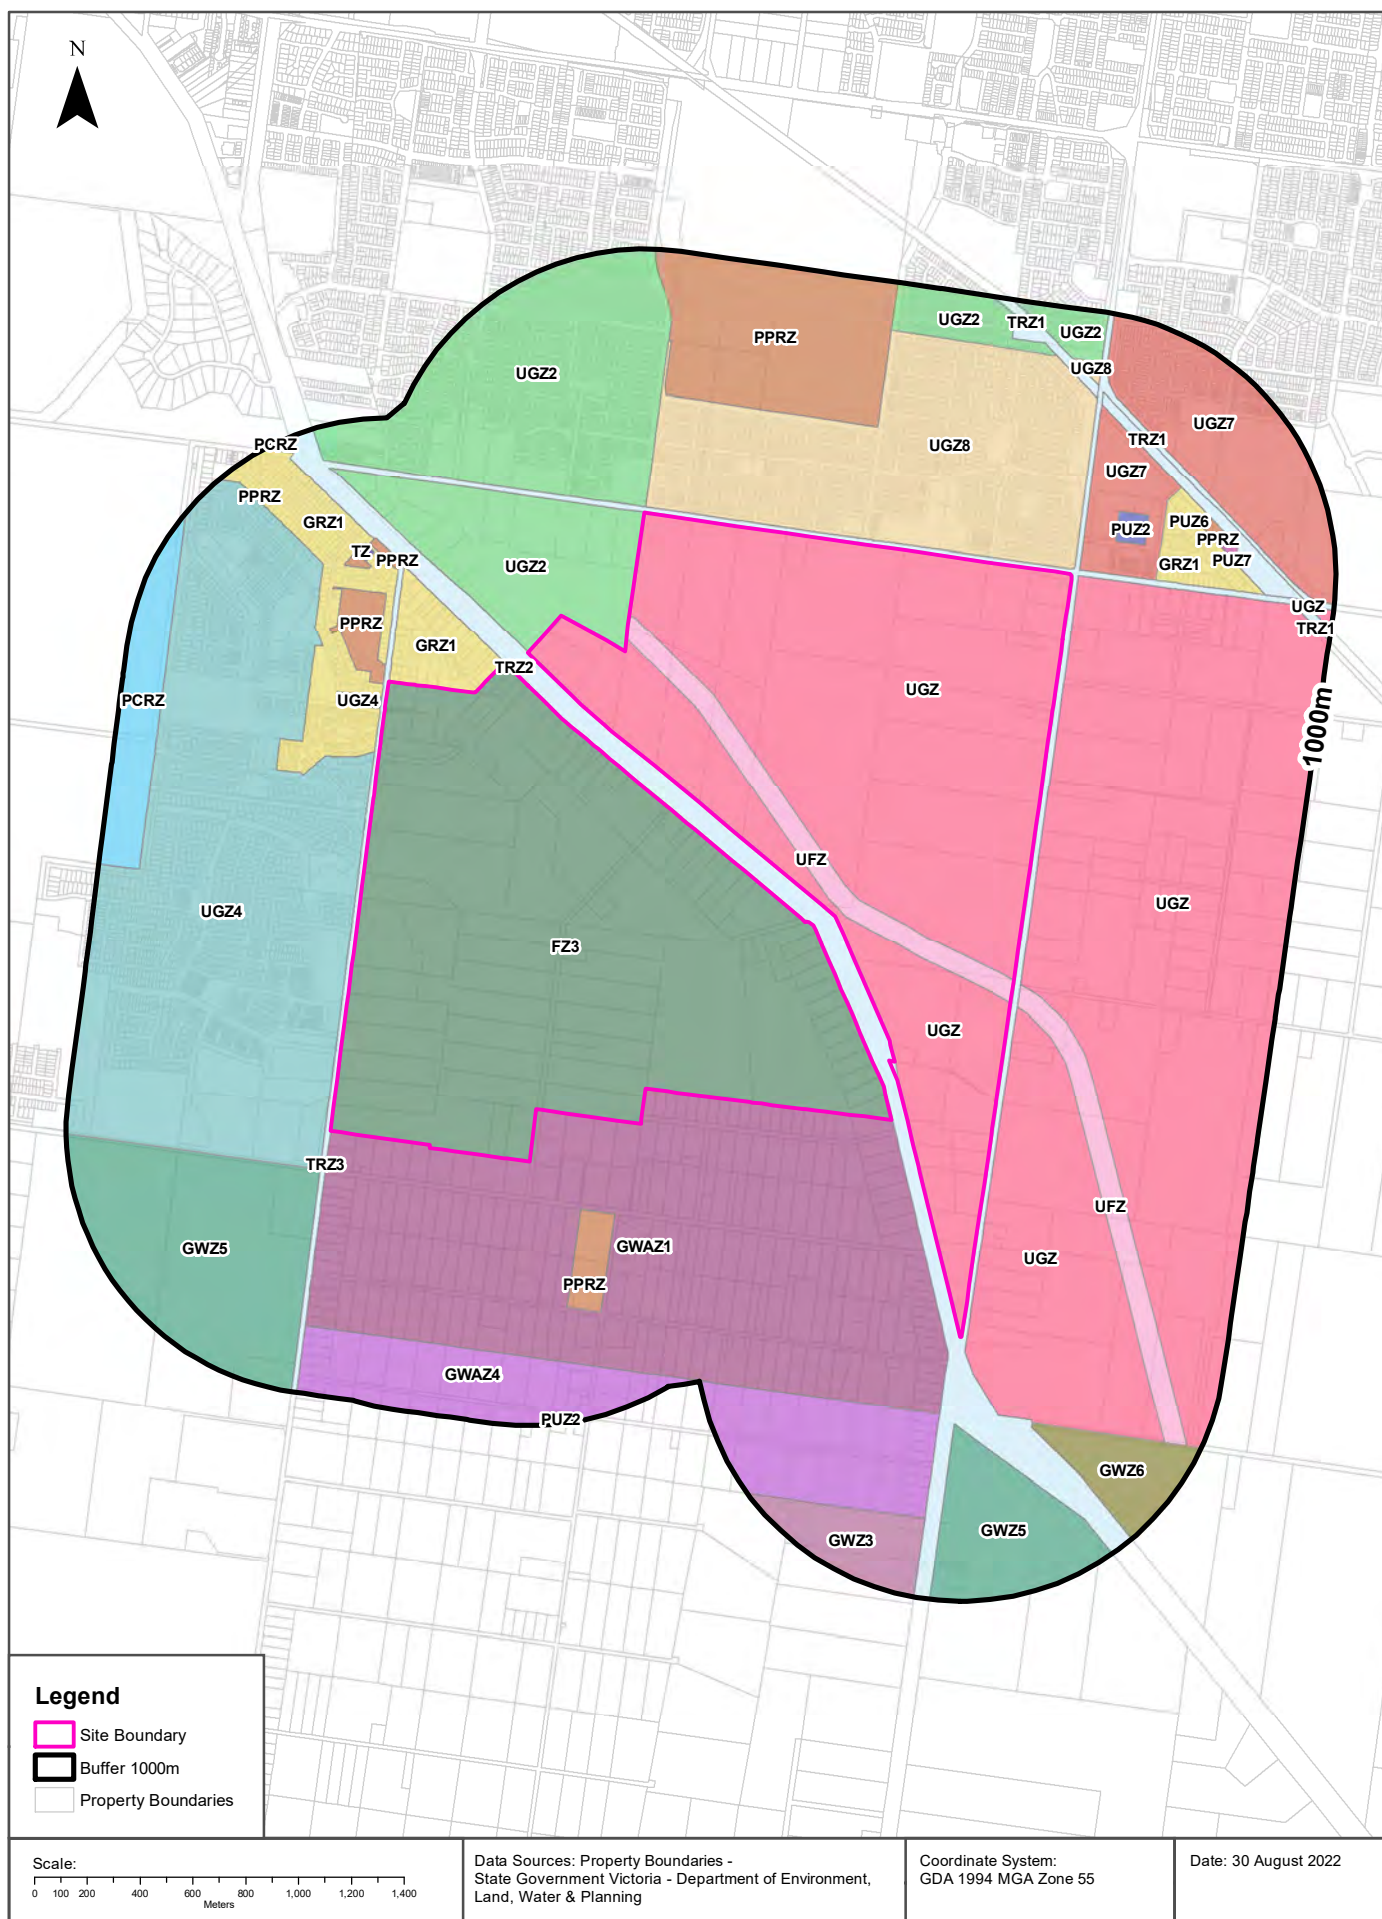 N
UGZ2
TRZ1
UGZ2
PPRZ
UGZ8
UGZ2
UGZ7
TRZ1
PCRZ
UGZ8
UGZ7
PPRZ
GRZ1
PUZ6
PUZ2
PPRZ
TZ
PPRZ
PUZ7
GRZ1
UGZ2
UGZ
PPRZ
TRZ1
GRZ1
TRZ2
UGZ
PCRZ
UGZ4
1000m
UFZ
UGZ
UGZ4
FZ3
UGZ
TRZ3
UFZ
GWZ5
GWAZ1
UGZ
PPRZ
GWAZ4
PUZ2
GWZ6
GWZ5
GWZ3
Legend
Site Boundary
Buffer 1000m
Property Boundaries
Scale:
0 100 200 400 600 800 1,000 1,200 1,400
Meters
Data Sources: Property Boundaries -
State Government Victoria - Department of Environment,
Land, Water & Planning
Coordinate System:
GDA 1994 MGA Zone 55
Date: 30 August 2022